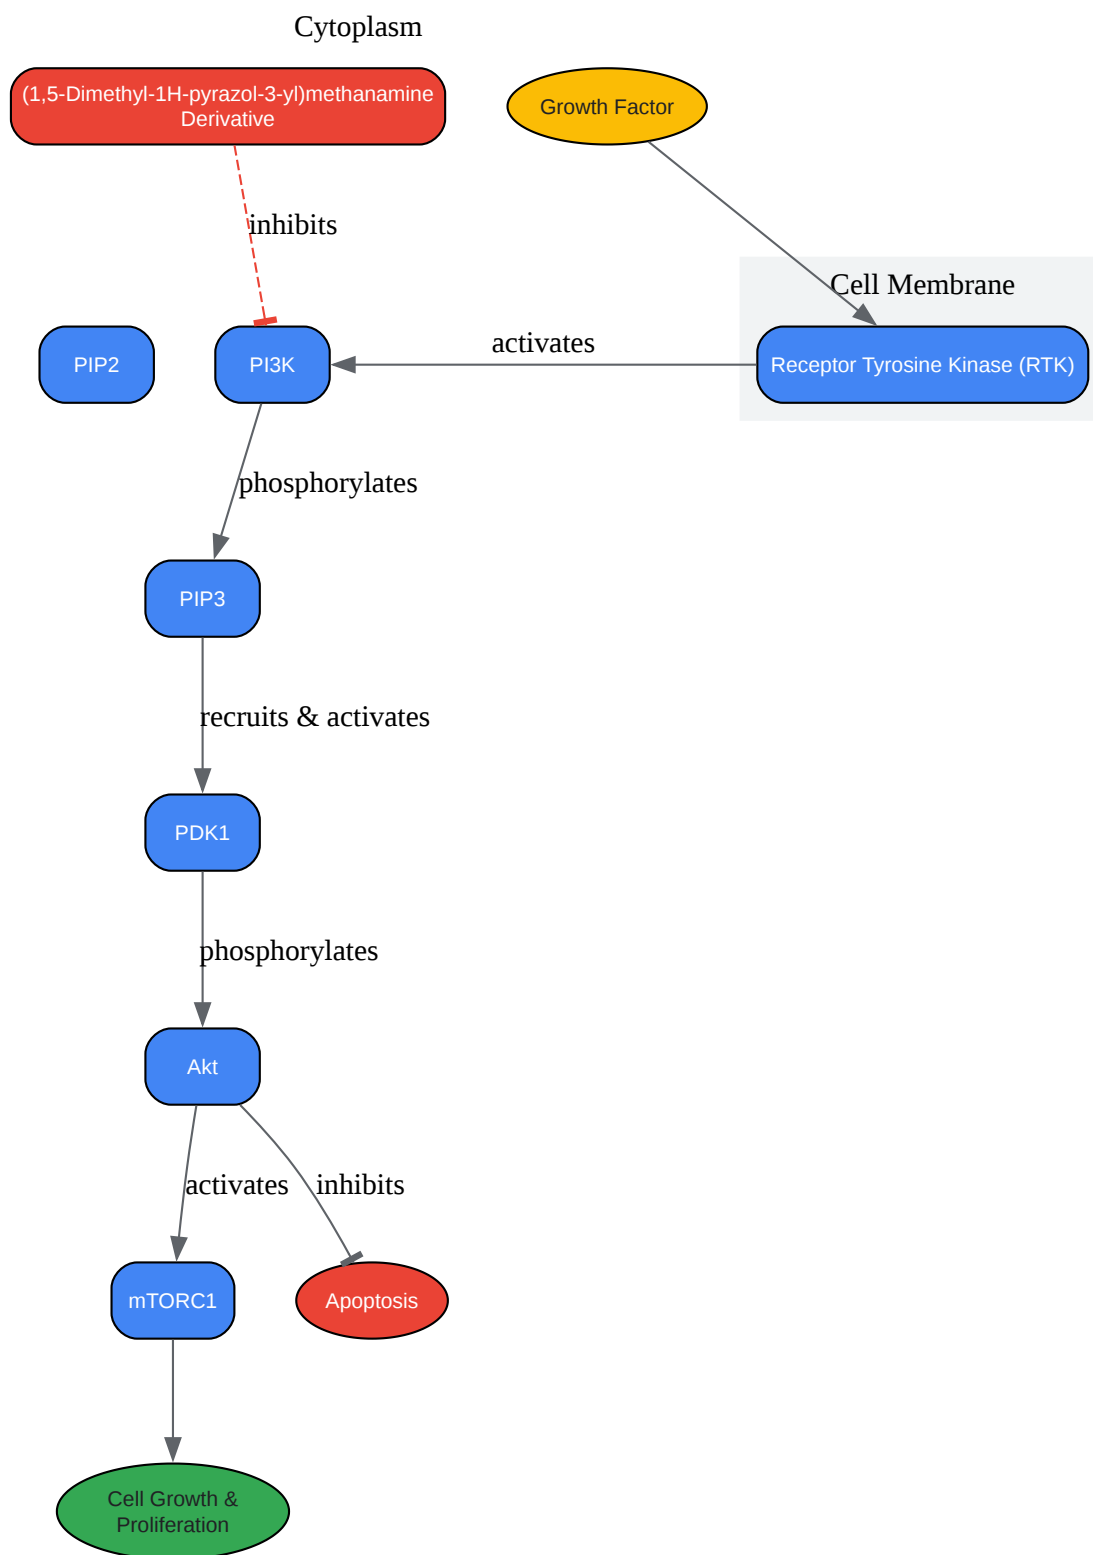 Cytoplasm
(1,5-Dimethyl-1H-pyrazol-3-yl)methanamine
Derivative
Growth Factor
inhibits
Cell Membrane
PIP2
PI3K
activates
Receptor Tyrosine Kinase (RTK)
phosphorylates
PIP3
recruits & activates
PDK1
phosphorylates
Akt
activates
inhibits
mTORC1
Apoptosis
Cell Growth &
Proliferation